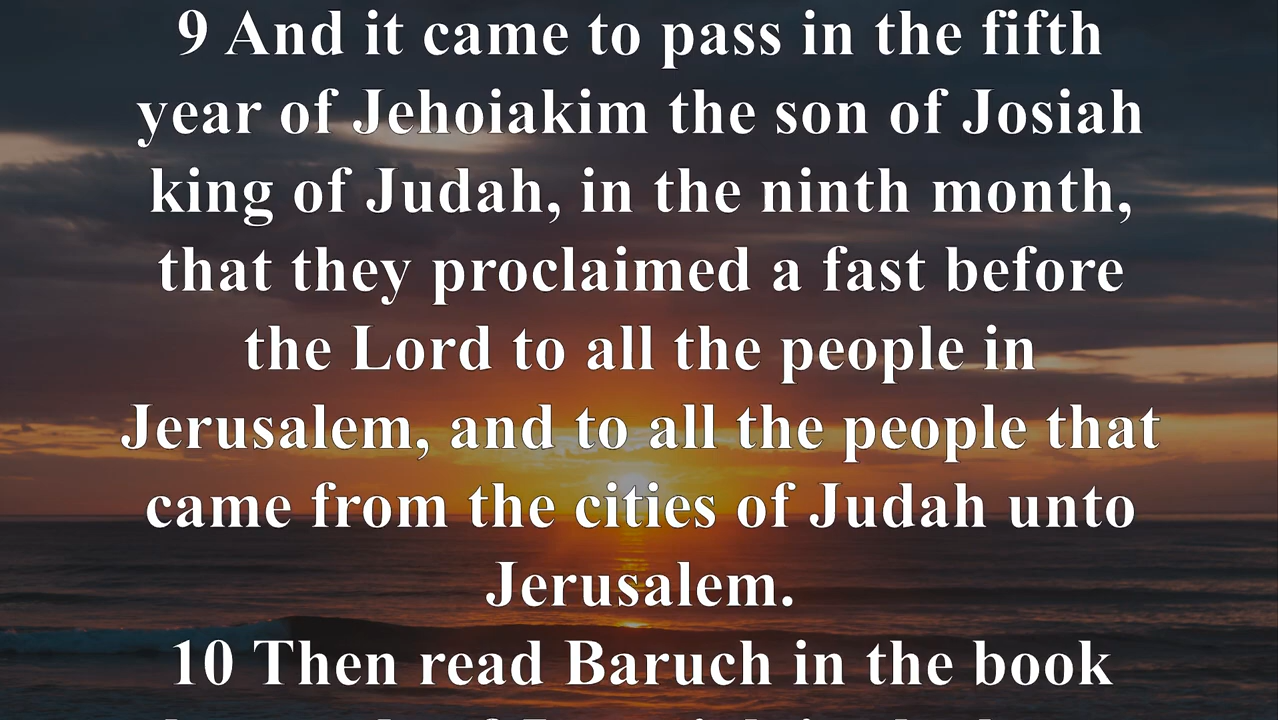 9 And it came to pass in the fifth
year of Jehoiakim the son of Josiah
king of Judah, in the ninth month,
that they proclaimed a fast before
the Lord to all the people in
Jerusalem, and to all the people that
came from the cities of Judah unto
Jerusalem.
10 Then read Baruch in the book